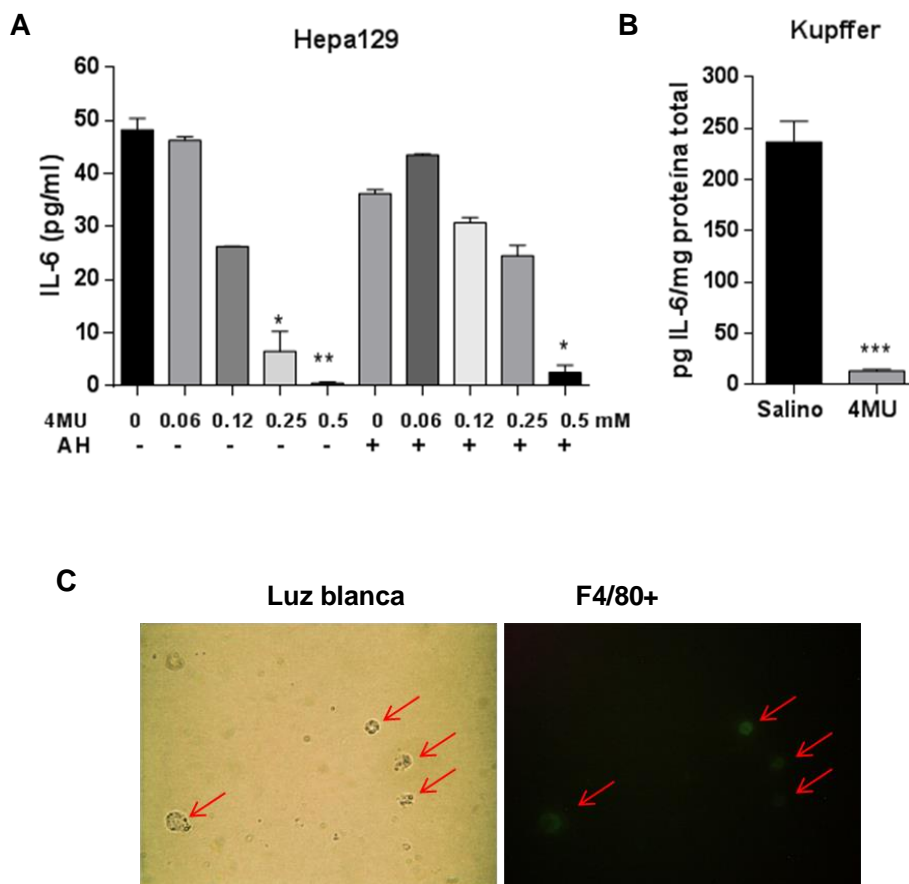 A
Hepa129
IL-6 (pg/ml)
60
50
40
30
20
10
0
* ** *
4MU 0 0.06 0.12 0.25 0.5 0 0.06 0.12 0.25 0.5 mM
AH - - - - - + + + + +
B
Kupffer
pg IL-6/mg proteína total
300
250
200
150
100
50
0
***
Salino 4MU
C
Luz blanca F4/80+